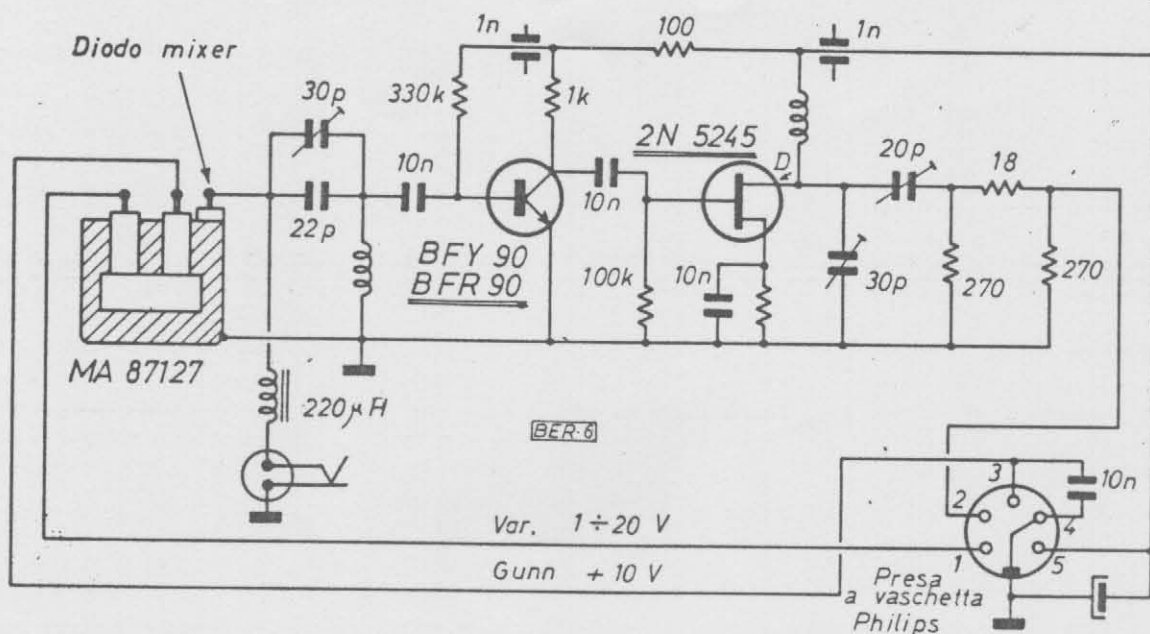 Diodo mixer
1n
100
1n
30p
330k
1k
2N 5245
D
20p
18
10n
10n
22p
BFY 90
BFR 90
100k
10n
30p
270
270
MA 87127
220µH
BER-6
3
10n
2
4
Var. 1÷20 V
1
5
Gunn +10 V
Presa
a vaschetta
Philips